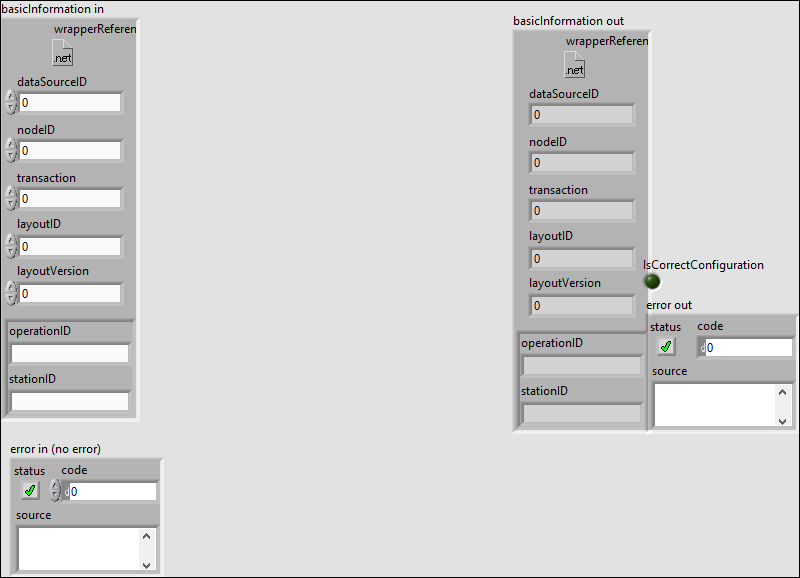 basicInformation in
wrapperReferen
.net
dataSourceID
0
nodeID
0
transaction
0
layoutID
0
layoutVersion
0
operationID
stationID
error in (no error)
status code
d0
source
basicInformation out
wrapperReferen
.net
dataSourceID
0
nodeID
0
transaction
0
layoutID
0
layoutVersion
0
operationID
stationID
IsCorrectConfiguration
error out
status code
d0
source